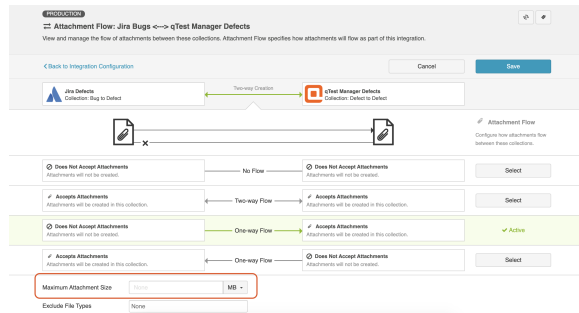 PRODUCTION
Attachment Flow: Jira Bugs <---> qTest Manager Defects
View and manage the flow of attachments between these collections. Attachment Flow specifies how attachments will flow as part of this integration.
Back to Integration Configuration
Cancel
Save
Jira Defects
Collection: Bug to Defect
Two-way Creation
qTest Manager Defects
Collection: Defect to Defect
Attachment Flow
Configure how attachments flow
between these collections.
Does Not Accept Attachments
Attachments will not be created.
No Flow
Does Not Accept Attachments
Attachments will not be created.
Select
Accepts Attachments
Attachments will be created in this collection.
Two-way Flow
Accepts Attachments
Attachments will be created in this collection.
Select
Does Not Accept Attachments
Attachments will not be created.
One-way Flow
Accepts Attachments
Attachments will be created in this collection.
Active
Accepts Attachments
Attachments will be created in this collection.
One-way Flow
Does Not Accept Attachments
Attachments will not be created.
Select
Maximum Attachment Size
None
MB
Exclude File Types
None